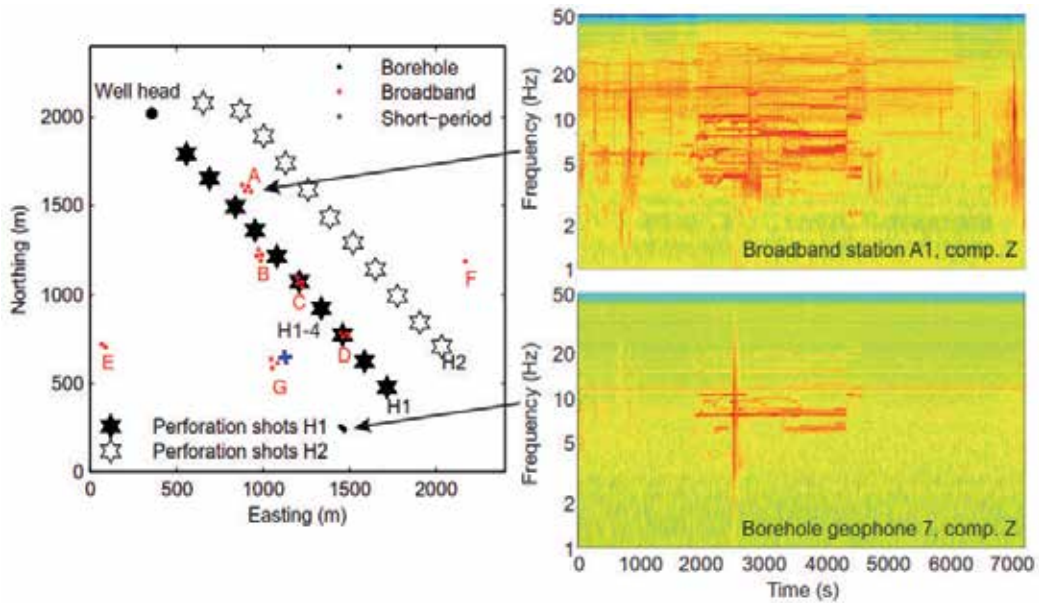 Well head
Borehole
Broadband
Short-period
A
B
C
D
E
F
G
H1-4
H2
H1
Perforation shots H1
Perforation shots H2
2000
1500
1000
500
0
Northing (m)
0 500 1000 1500 2000
Easting (m)
50
20
10
5
2
1
Frequency (Hz)
Broadband station A1, comp. Z
50
20
10
5
2
1
Frequency (Hz)
Borehole geophone 7, comp. Z
0 1000 2000 3000 4000 5000 6000 7000
Time (s)